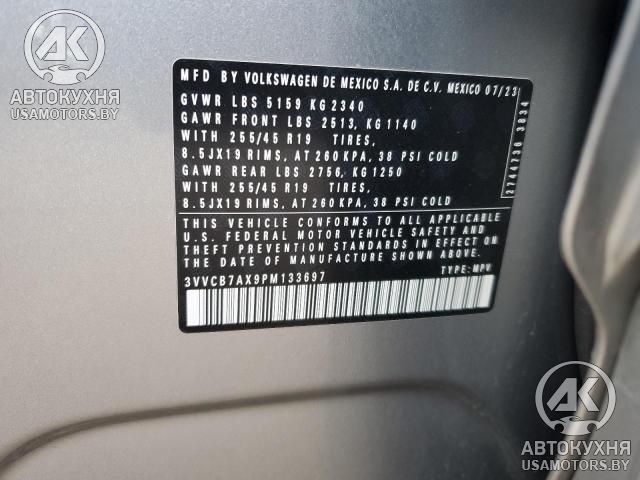 AK
АВТОКУХНЯ
USAMOTORS.BY
MFD BY VOLKSWAGEN DE MEXICO S.A. DE C.V. MEXICO 07/23
GVWR LBS 5159 KG 2340
GAWR FRONT LBS 2513, KG 1140
WITH 255/45 R19 TIRES,
8.5JX19 RIMS, AT 260 KPA, 38 PSI COLD
GAWR REAR LBS 2756, KG 1250
WITH 255/45 R19 TIRES,
8.5JX19 RIMS, AT 260 KPA, 38 PSI COLD
THIS VEHICLE CONFORMS TO ALL APPLICABLE
U.S. FEDERAL MOTOR VEHICLE SAFETY AND
THEFT PREVENTION STANDARDS IN EFFECT ON
THE DATE OF MANUFACTURE SHOWN ABOVE.
3VVCB7AX9PM133697 TYPE: MPV
2744736 3834
AK
АВТОКУХНЯ
USAMOTORS.BY